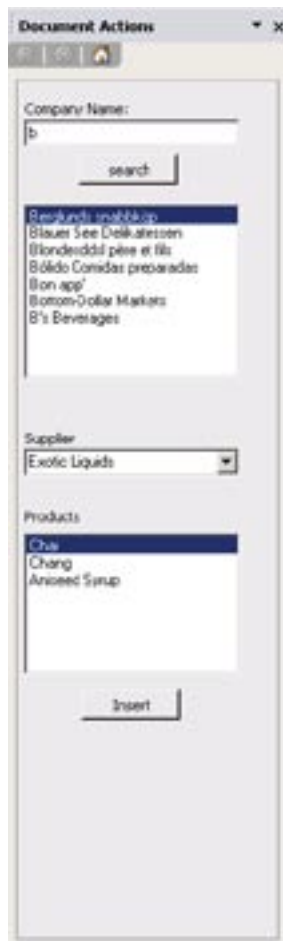 Document Actions
Company Name:
b
search
Berglunds snabbköp
Blauer See Delikatessen
Blondesddsl père et fils
Bólido Comidas preparadas
Bon app'
Bottom-Dollar Markets
B's Beverages
Supplier
Exotic Liquids
Products
Chai
Chang
Aniseed Syrup
Insert